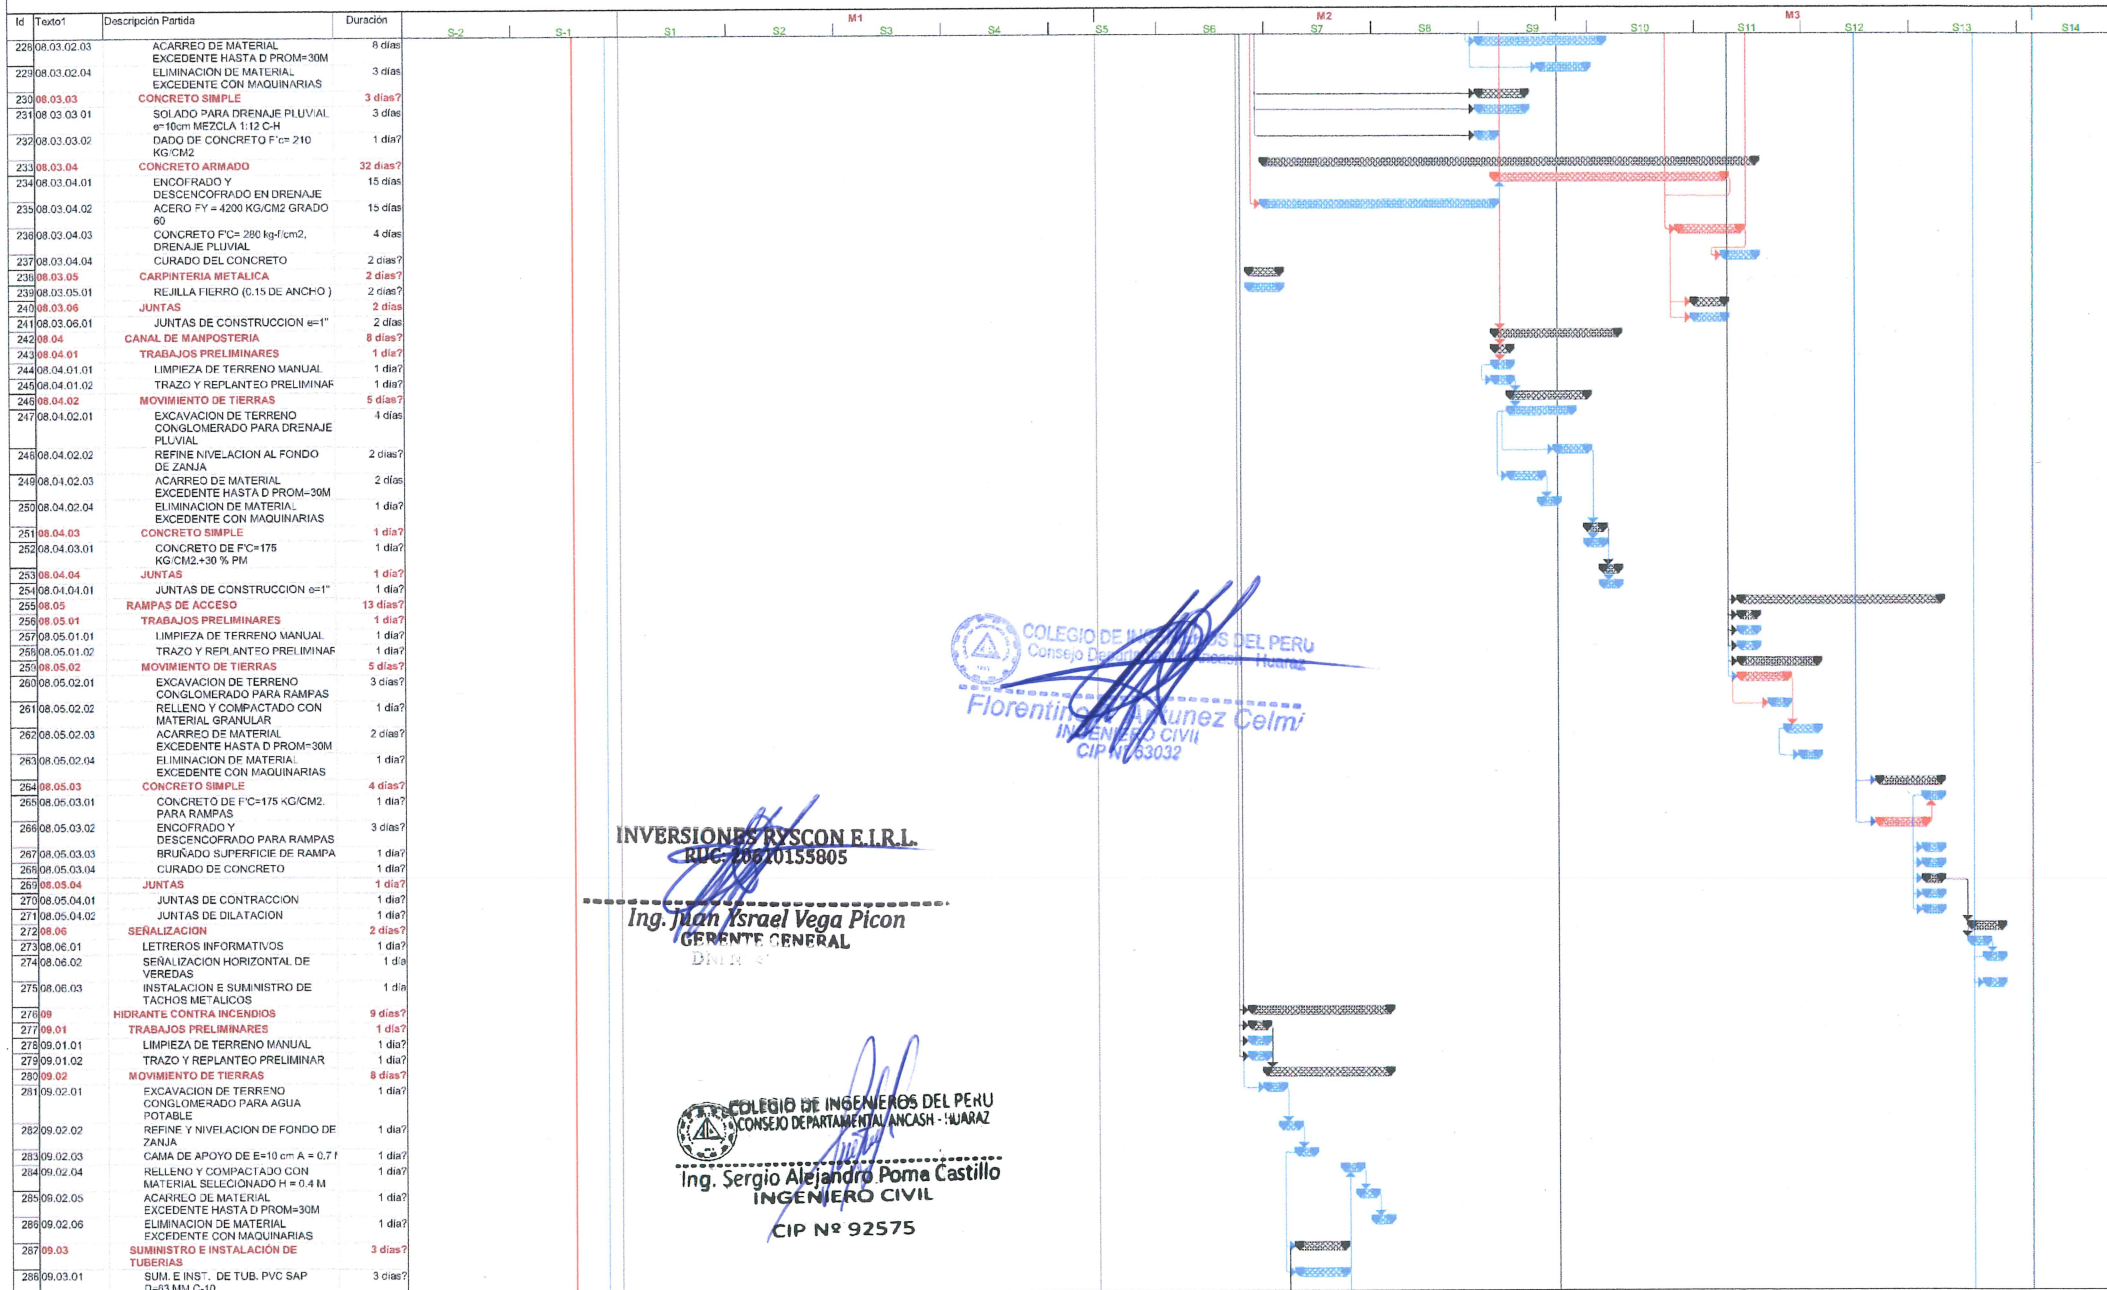 Id Texto1 Descripción Partida Duración
M1 M2 M3
S-2 S-1 S1 S2 S3 S4 S5 S6 S7 S8 S9 S10 S11 S12 S13 S14
228 08.03.02.03 ACARREO DE MATERIAL 8 días
EXCEDENTE HASTA D PROM=30M
229 08.03.02.04 ELIMINACION DE MATERIAL 3 días
EXCEDENTE CON MAQUINARIAS
230 08.03.03 CONCRETO SIMPLE 3 días?
231 08 03 03 01 SOLADO PARA DRENAJE PLUVIAL 3 días
e=10cm MEZCLA 1:12 C-H
232 08.03.03.02 DADO DE CONCRETO F'c= 210 1 día?
KG/CM2
233 08.03.04 CONCRETO ARMADO 32 días?
234 08.03.04.01 ENCOFRADO Y 15 días
DESCENCOFRADO EN DRENAJE
235 08.03.04.02 ACERO FY = 4200 KG/CM2 GRADO 15 días
60
236 08.03.04.03 CONCRETO F'C= 280 kg-f/cm2, 4 días
DRENAJE PLUVIAL
237 08.03.04.04 CURADO DEL CONCRETO 2 días?
238 08.03.05 CARPINTERIA METALICA 2 días?
239 08.03.05.01 REJILLA FIERRO (0.15 DE ANCHO ) 2 días?
240 08.03.06 JUNTAS 2 días
241 08.03.06.01 JUNTAS DE CONSTRUCCION e=1" 2 días
242 08.04 CANAL DE MANPOSTERIA 8 días?
243 08.04.01 TRABAJOS PRELIMINARES 1 día?
244 08.04.01.01 LIMPIEZA DE TERRENO MANUAL 1 día?
245 08.04.01.02 TRAZO Y REPLANTEO PRELIMINAR 1 día?
246 08.04.02 MOVIMIENTO DE TIERRAS 5 días?
247 08.04.02.01 EXCAVACION DE TERRENO 4 días
CONGLOMERADO PARA DRENAJE
PLUVIAL
248 08.04.02.02 REFINE NIVELACION AL FONDO 2 días?
DE ZANJA
249 08.04.02.03 ACARREO DE MATERIAL 2 días
EXCEDENTE HASTA D PROM=30M
250 08.04.02.04 ELIMINACION DE MATERIAL 1 día?
EXCEDENTE CON MAQUINARIAS
251 08.04.03 CONCRETO SIMPLE 1 día?
252 08.04.03.01 CONCRETO DE F'C=175 1 día?
KG/CM2.+30 % PM
253 08.04.04 JUNTAS 1 día?
254 08.04.04.01 JUNTAS DE CONSTRUCCION e=1" 1 día?
255 08.05 RAMPAS DE ACCESO 13 días?
256 08.05.01 TRABAJOS PRELIMINARES 1 día?
257 08.05.01.01 LIMPIEZA DE TERRENO MANUAL 1 día?
258 08.05.01.02 TRAZO Y REPLANTEO PRELIMINAR 1 día?
259 08.05.02 MOVIMIENTO DE TIERRAS 5 días?
260 08.05.02.01 EXCAVACION DE TERRENO 3 días?
CONGLOMERADO PARA RAMPAS
261 08.05.02.02 RELLENO Y COMPACTADO CON 1 día?
MATERIAL GRANULAR
262 08.05.02.03 ACARREO DE MATERIAL 2 días?
EXCEDENTE HASTA D PROM=30M
263 08.05.02.04 ELIMINACION DE MATERIAL 1 día?
EXCEDENTE CON MAQUINARIAS
264 08.05.03 CONCRETO SIMPLE 4 días?
265 08.05.03.01 CONCRETO DE F'C=175 KG/CM2. 1 día?
PARA RAMPAS
266 08.05.03.02 ENCOFRADO Y 3 días?
DESCENCOFRADO PARA RAMPAS
267 08.05.03.03 BRUÑADO SUPERFICIE DE RAMPA 1 día?
268 08.05.03.04 CURADO DE CONCRETO 1 día?
269 08.05.04 JUNTAS 1 día?
270 08.05.04.01 JUNTAS DE CONTRACCION 1 día?
271 08.05.04.02 JUNTAS DE DILATACION 1 día?
272 08.06 SEÑALIZACION 2 días?
273 08.06.01 LETREROS INFORMATIVOS 1 día?
274 08.06.02 SEÑALIZACION HORIZONTAL DE 1 día
VEREDAS
275 08.06.03 INSTALACION E SUMINISTRO DE 1 día
TACHOS METALICOS
276 09 HIDRANTE CONTRA INCENDIOS 9 días?
277 09.01 TRABAJOS PRELIMINARES 1 día?
278 09.01.01 LIMPIEZA DE TERRENO MANUAL 1 día?
279 09.01.02 TRAZO Y REPLANTEO PRELIMINAR 1 día?
280 09.02 MOVIMIENTO DE TIERRAS 8 días?
281 09.02.01 EXCAVACION DE TERRENO 1 día?
CONGLOMERADO PARA AGUA
POTABLE
282 09.02.02 REFINE Y NIVELACION DE FONDO DE 1 día?
ZANJA
283 09.02.03 CAMA DE APOYO DE E=10 cm A = 0.7 1 día?
284 09.02.04 RELLENO Y COMPACTADO CON 1 día?
MATERIAL SELECIONADO H = 0.4 M
285 09.02.05 ACARREO DE MATERIAL 1 día?
EXCEDENTE HASTA D PROM=30M
286 09.02.06 ELIMINACION DE MATERIAL 1 día?
EXCEDENTE CON MAQUINARIAS
287 09.03 SUMINISTRO E INSTALACIÓN DE 3 días?
TUBERIAS
288 09.03.01 SUM. E INST. DE TUB. PVC SAP 3 días?
D=63 MM C-10
COLEGIO DE INGENIEROS DEL PERU
Consejo Departamental Ancash - Huaraz
Florentino Antunez Celmi
INGENIERO CIVIL
CIP Nº 63032
INVERSIONES RYSCON E.I.R.L.
RUC: 20610155805
Ing. Juan Ysrael Vega Picon
GERENTE GENERAL
COLEGIO DE INGENIEROS DEL PERU
CONSEJO DEPARTAMENTAL ANCASH - HUARAZ
Ing. Sergio Alejandro Poma Castillo
INGENIERO CIVIL
CIP Nº 92575